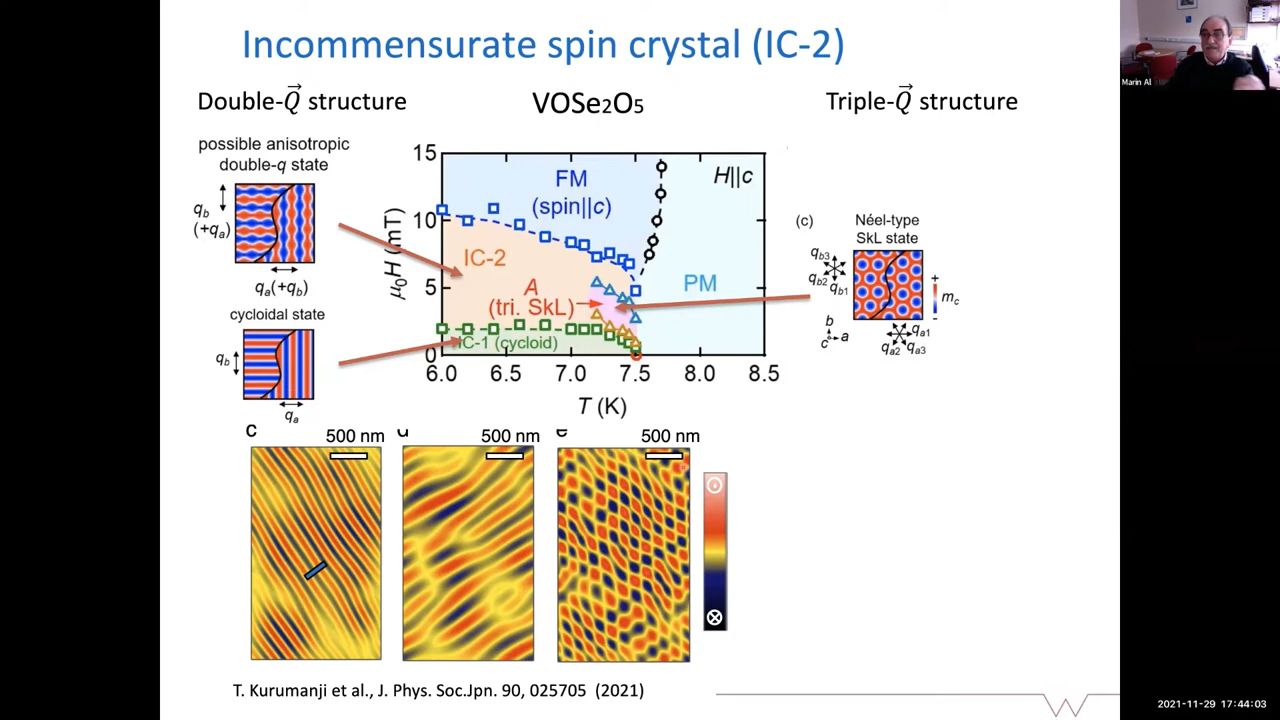 Incommensurate spin crystal (IC-2)
Marin Al
Double-Q⃗ structure
VOSe₂O₅
Triple-Q⃗ structure
possible anisotropic
double-q state
q_b
(+q_a)
q_a(+q_b)
cycloidal state
q_b
q_a
μ₀H (mT)
15
10
5
0
FM
(spin||c)
H||c
IC-2
A
(tri. SkL)
PM
IC-1 (cycloid)
6.0 6.5 7.0 7.5 8.0 8.5
T (K)
(c)
Néel-type
SkL state
q_b3
q_b2 q_b1
+
m_c
-
b
c a
q_a1
q_a2 q_a3
c 500 nm
d 500 nm
e 500 nm
T. Kurumanji et al., J. Phys. Soc.Jpn. 90, 025705 (2021)
2021-11-29 17:44:03